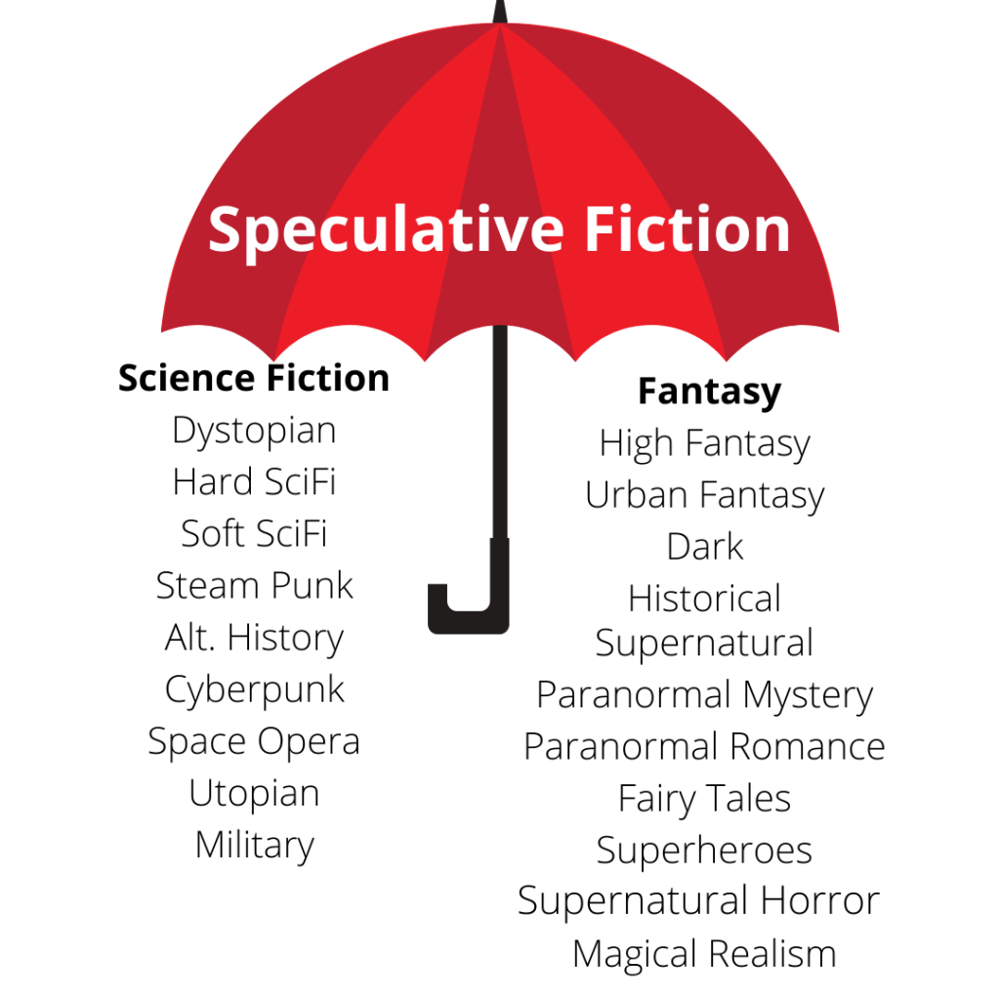 Speculative Fiction
Science Fiction
Dystopian
Hard SciFi
Soft SciFi
Steam Punk
Alt. History
Cyberpunk
Space Opera
Utopian
Military
Fantasy
High Fantasy
Urban Fantasy
Dark
Historical
Supernatural
Paranormal Mystery
Paranormal Romance
Fairy Tales
Superheroes
Supernatural Horror
Magical Realism